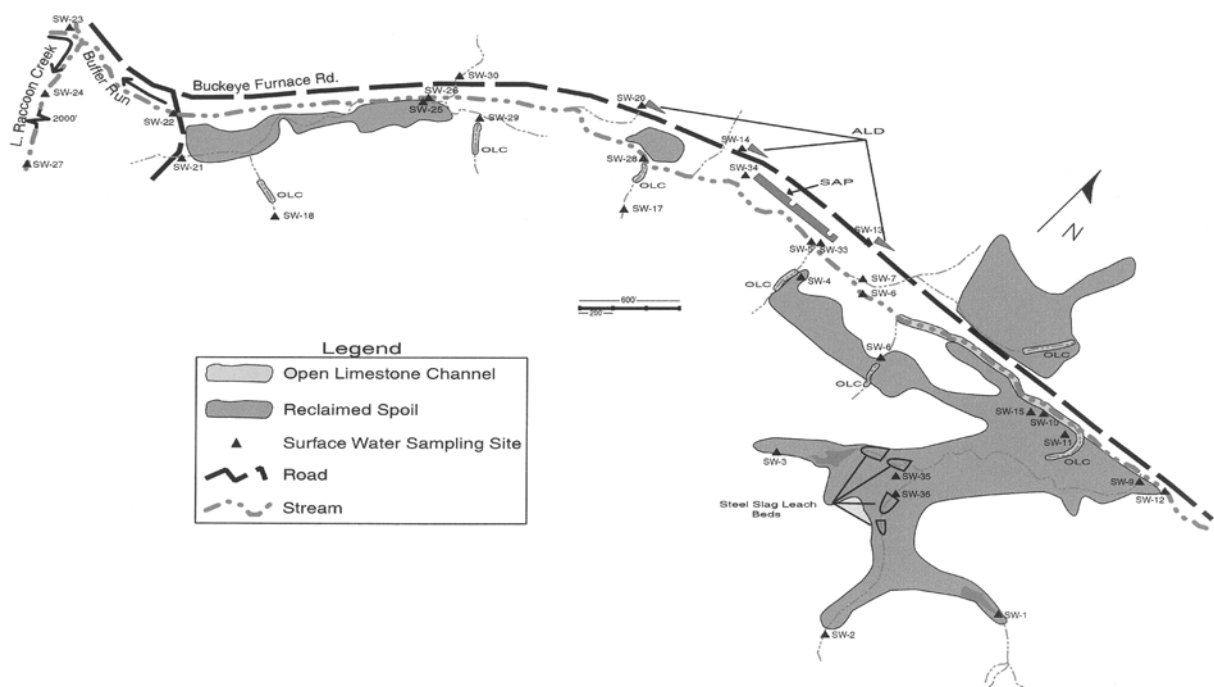 SW-23
L. Raccoon Creek
Buffer Run
SW-24
2000'
SW-27
SW-22
SW-21
Buckeye Furnace Rd.
SW-30
SW-26
SW-25
SW-29
OLC
OLC
SW-18
SW-20
SW-28
OLC
SW-17
SW-14
SW-34
ALD
SAP
SW-13
SW-5
SW-33
SW-7
SW-6
OLC
SW-4
N
600'
200'
SW-6
OLC
OLC
SW-15
SW-10
SW-11
OLC
SW-3
SW-35
SW-36
Steel Slag Leach
Beds
SW-9
SW-12
SW-1
SW-2
Legend
Open Limestone Channel
Reclaimed Spoil
Surface Water Sampling Site
Road
Stream